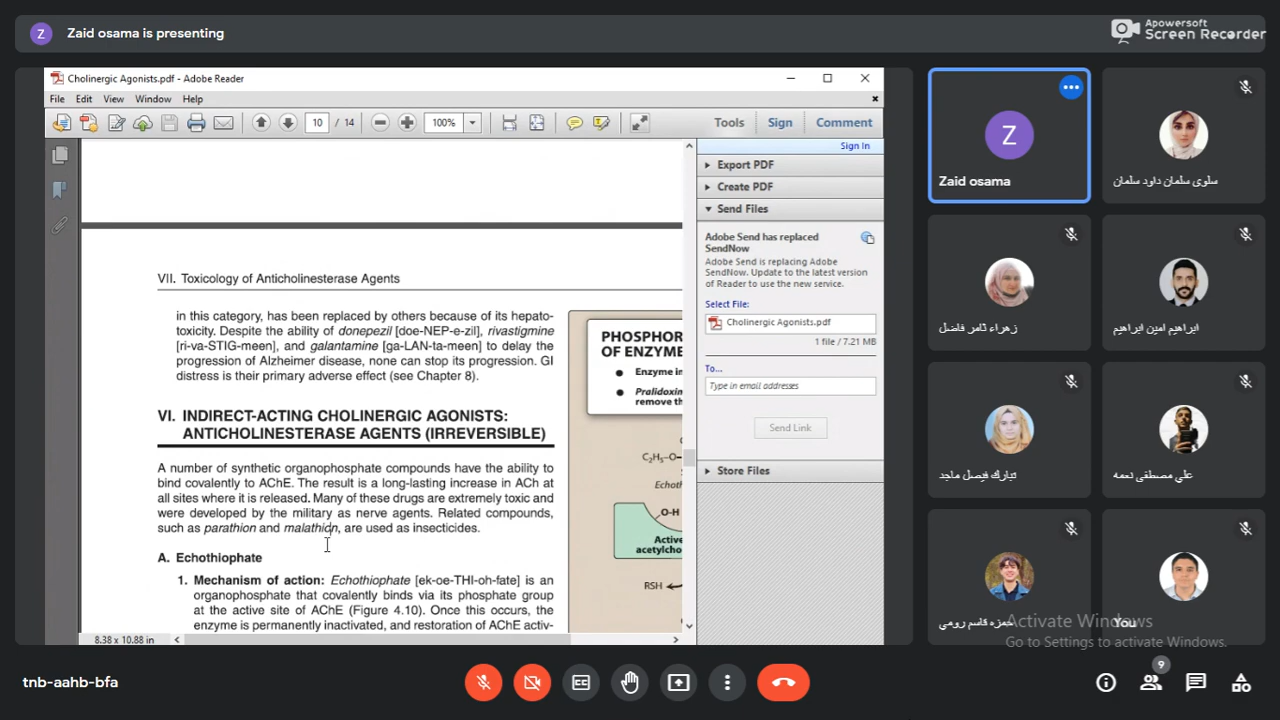 Z
Zaid osama is presenting
Apowersoft
Screen Recorder
Cholinergic Agonists.pdf - Adobe Reader
File Edit View Window Help
10 / 14
100%
Tools Sign Comment
VII. Toxicology of Anticholinesterase Agents
in this category, has been replaced by others because of its hepato-
toxicity. Despite the ability of donepezil [doe-NEP-e-zil], rivastigmine
[ri-va-STIG-meen], and galantamine [ga-LAN-ta-meen] to delay the
progression of Alzheimer disease, none can stop its progression. GI
distress is their primary adverse effect (see Chapter 8).
VI. INDIRECT-ACTING CHOLINERGIC AGONISTS:
ANTICHOLINESTERASE AGENTS (IRREVERSIBLE)
A number of synthetic organophosphate compounds have the ability to
bind covalently to AChE. The result is a long-lasting increase in ACh at
all sites where it is released. Many of these drugs are extremely toxic and
were developed by the military as nerve agents. Related compounds,
such as parathion and malathion, are used as insecticides.
A. Echothiophate
1. Mechanism of action: Echothiophate [ek-oe-THI-oh-fate] is an
organophosphate that covalently binds via its phosphate group
at the active site of AChE (Figure 4.10). Once this occurs, the
enzyme is permanently inactivated, and restoration of AChE activ-
PHOSPHOR
OF ENZYME
Enzyme in
Pralidoxim
remove th
C₂H₅–O
Echoth
O-H
Active
acetylcho
RSH
8.38 x 10.88 in
Sign In
Export PDF
Create PDF
Send Files
Adobe Send has replaced
SendNow
Adobe Send is replacing Adobe
SendNow. Update to the latest version
of Reader to use the new service.
Select File:
Cholinergic Agonists.pdf
1 file / 7.21 MB
To...
Type in email addresses
Send Link
Store Files
Z
Zaid osama
سلوى سلمان داود سلمان
زهراء ثامر فاضل
ابراهيم امين ابراهيم
تبارك فيصل ماجد
علي مصطفى نعمه
حمزه قاسم رومي
You
Activate Windows
Go to Settings to activate Windows.
tnb-aahb-bfa
9